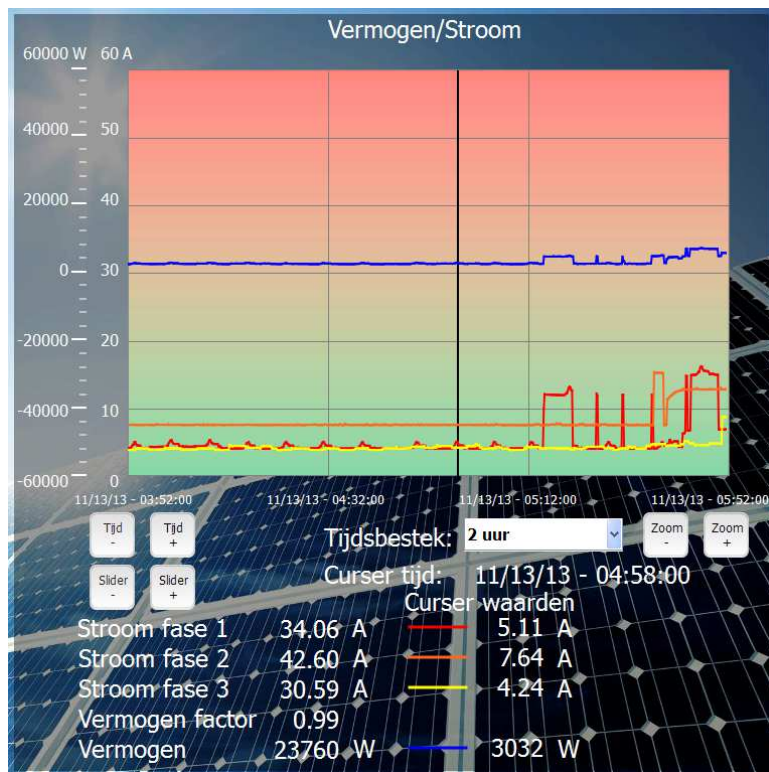 Vermogen/Stroom
60000 W 60 A
40000 50
20000 40
0 30
-20000 20
-40000 10
-60000 0
11/13/13 - 03:52:00 11/13/13 - 04:32:00 11/13/13 - 05:12:00 11/13/13 - 05:52:00
Tijd - Tijd + Tijdsbestek: 2 uur Zoom - Zoom +
Slider - Slider + Curser tijd: 11/13/13 - 04:58:00
Curser waarden
Stroom fase 1 34.06 A 5.11 A
Stroom fase 2 42.60 A 7.64 A
Stroom fase 3 30.59 A 4.24 A
Vermogen factor 0.99
Vermogen 23760 W 3032 W